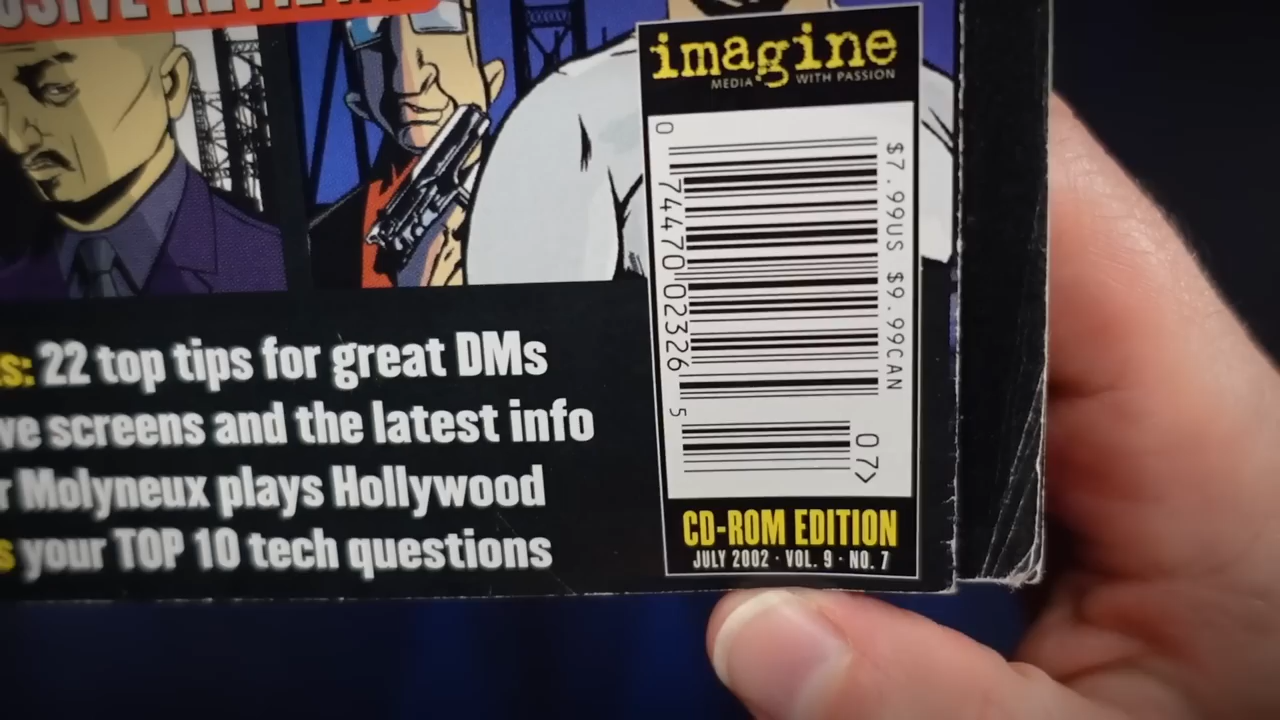 imagine
MEDIA WITH PASSION
0 74470 02326 5
$7.99US $9.99CAN
07>
22 top tips for great DMs
screens and the latest info
Molyneux plays Hollywood
your TOP 10 tech questions
CD-ROM EDITION
JULY 2002 · VOL. 9 · NO. 7